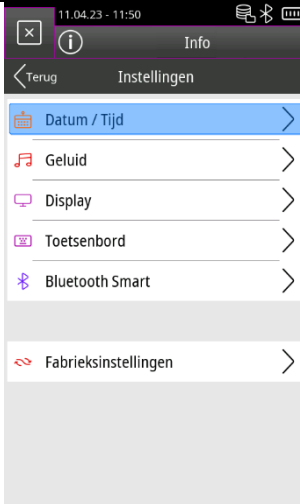 11.04.23 - 11:50
Info
Terug
Instellingen
Datum / Tijd
Geluid
Display
Toetsenbord
Bluetooth Smart
Fabrieksinstellingen